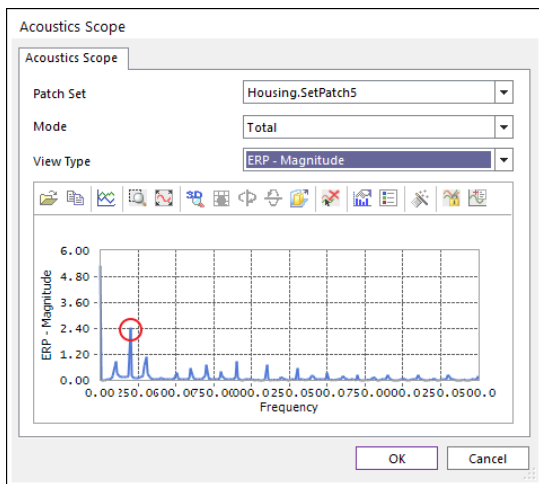 Acoustics Scope
Acoustics Scope
Patch Set
Housing.SetPatch5
Mode
Total
View Type
ERP - Magnitude
3D
ERP - Magnitude
6.00
4.80
3.60
2.40
1.20
0.00
Frequency
OK
Cancel